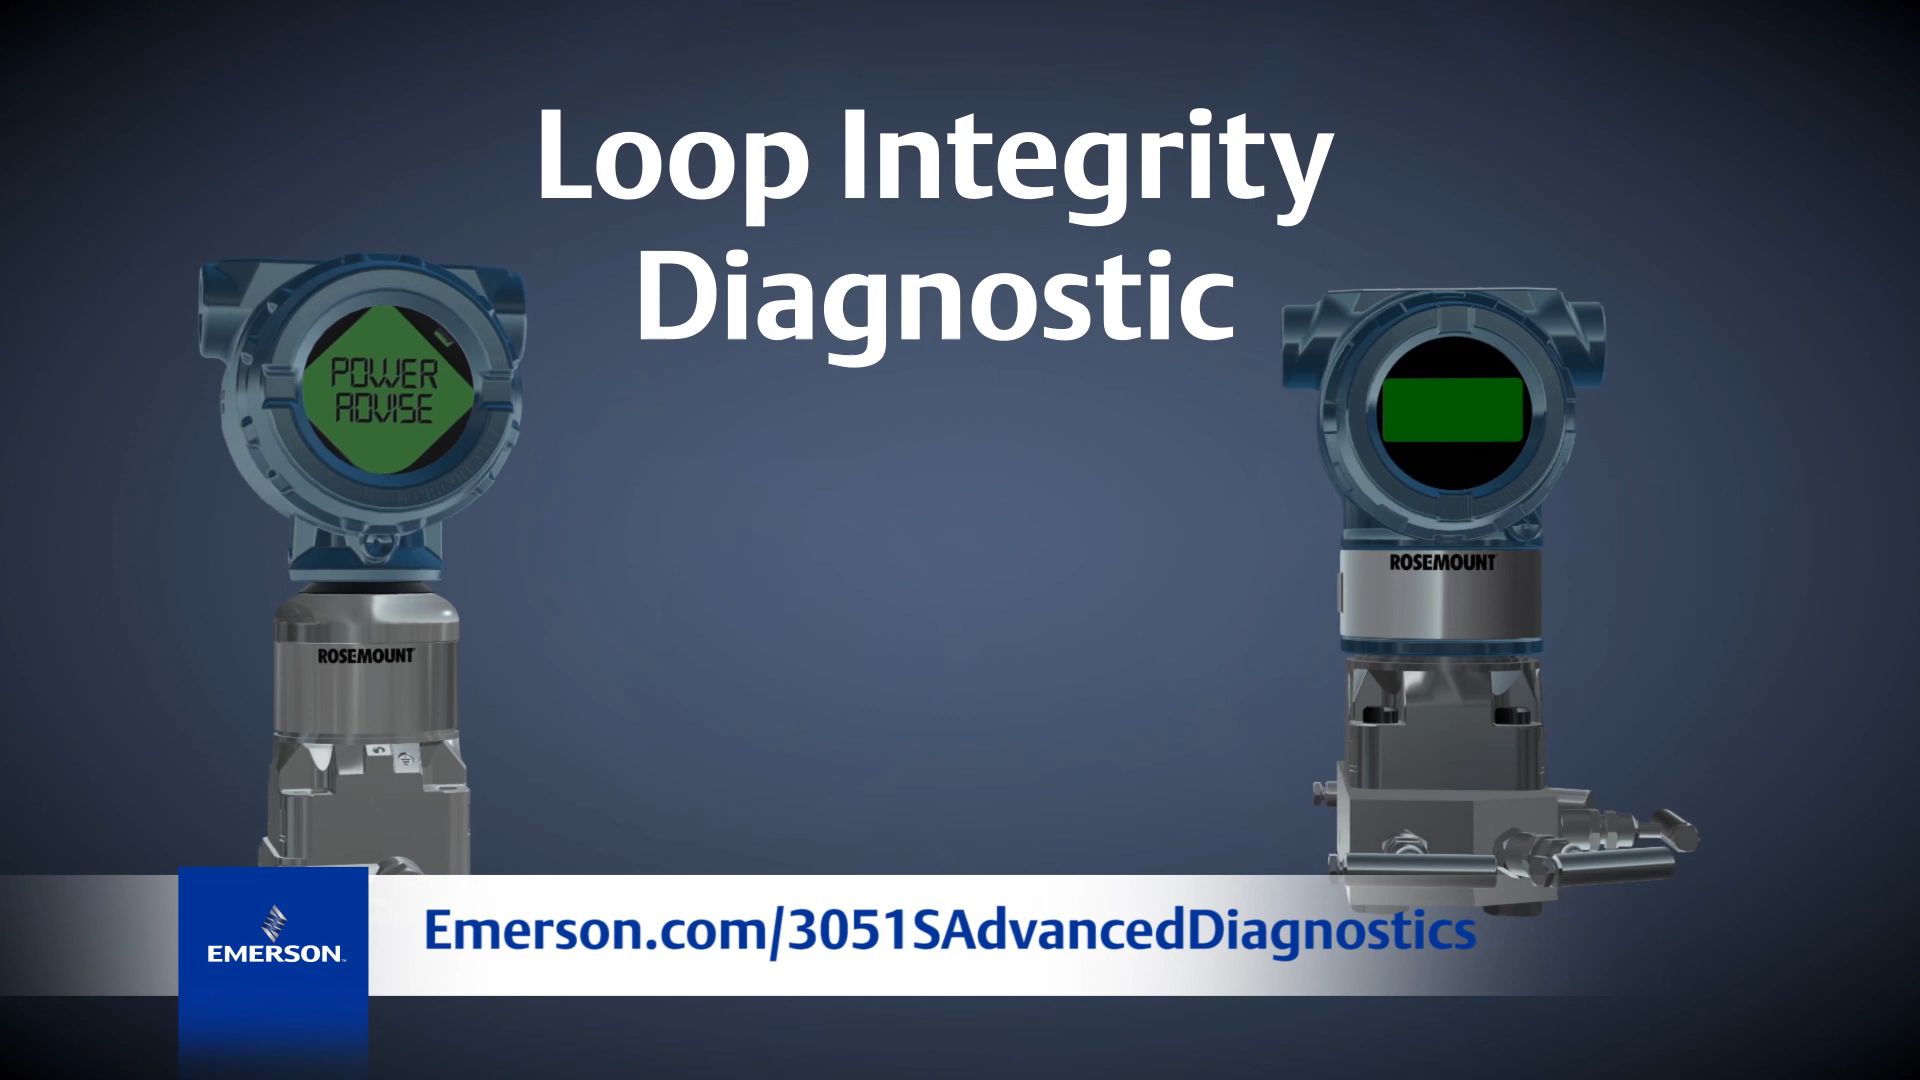 Loop Integrity
Diagnostic
POWER
ADVISE
ROSEMOUNT
ROSEMOUNT
EMERSON
Emerson.com/3051SAdvancedDiagnostics